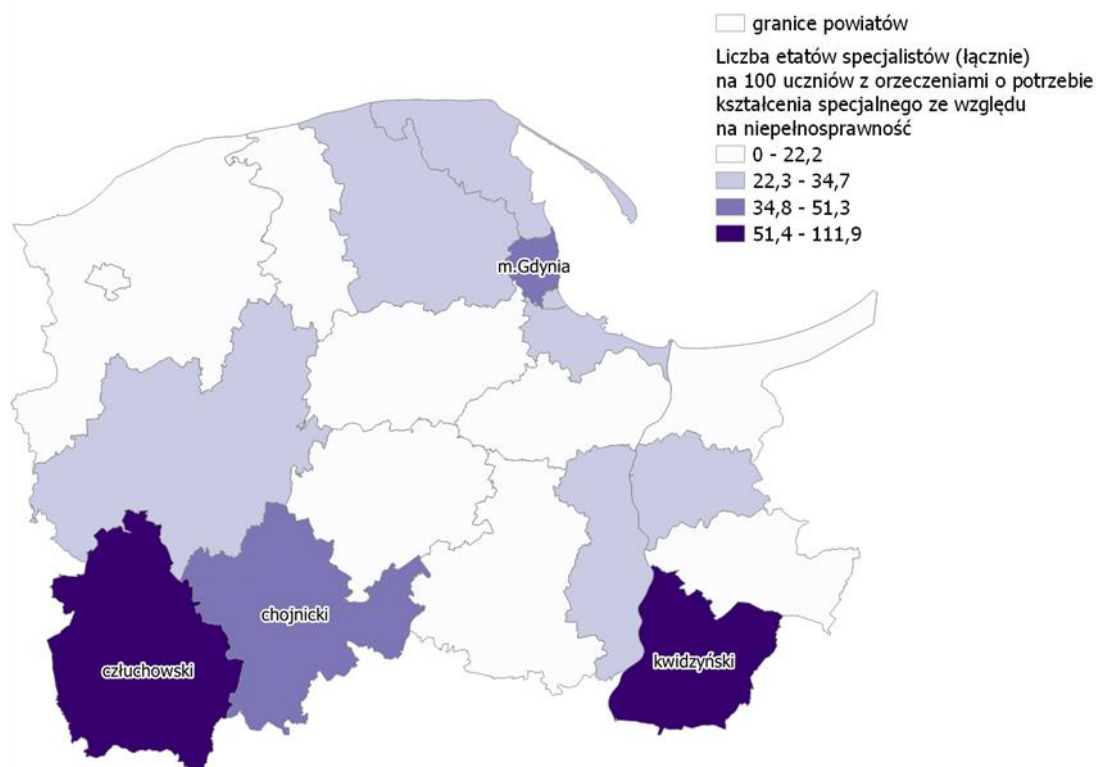 granice powiatów
Liczba etatów specjalistów (łącznie)
na 100 uczniów z orzeczeniami o potrzebie
kształcenia specjalnego ze względu
na niepełnosprawność
0 - 22,2
22,3 - 34,7
34,8 - 51,3
51,4 - 111,9
m.Gdynia
chojnicki
człuchowski
kwidzyński